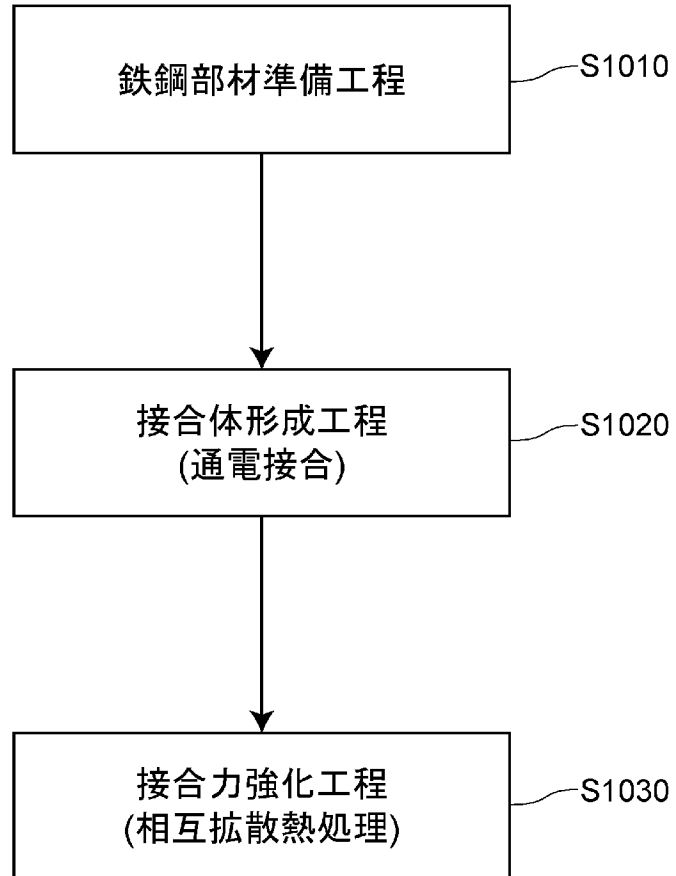 鉄鋼部材準備工程
S1010
接合体形成工程
(通電接合)
S1020
接合力強化工程
(相互拡散熱処理)
S1030